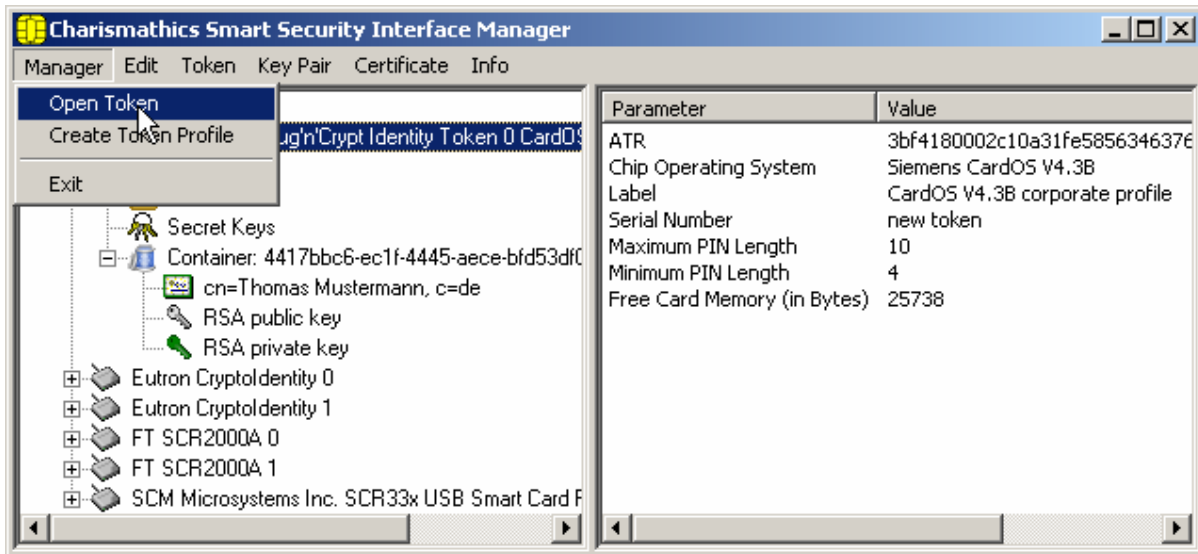 Charismathics Smart Security Interface Manager
Manager Edit Token Key Pair Certificate Info
Open Token
Create Token Profile
Exit
ug'n'Crypt Identity Token 0 CardOS
Secret Keys
Container: 4417bbc6-ec1f-4445-aece-bfd53df0
cn=Thomas Mustermann, c=de
RSA public key
RSA private key
Eutron CryptoIdentity 0
Eutron CryptoIdentity 1
FT SCR2000A 0
FT SCR2000A 1
SCM Microsystems Inc. SCR33x USB Smart Card R
Parameter Value
ATR 3bf4180002c10a31fe5856346376
Chip Operating System Siemens CardOS V4.3B
Label CardOS V4.3B corporate profile
Serial Number new token
Maximum PIN Length 10
Minimum PIN Length 4
Free Card Memory (in Bytes) 25738